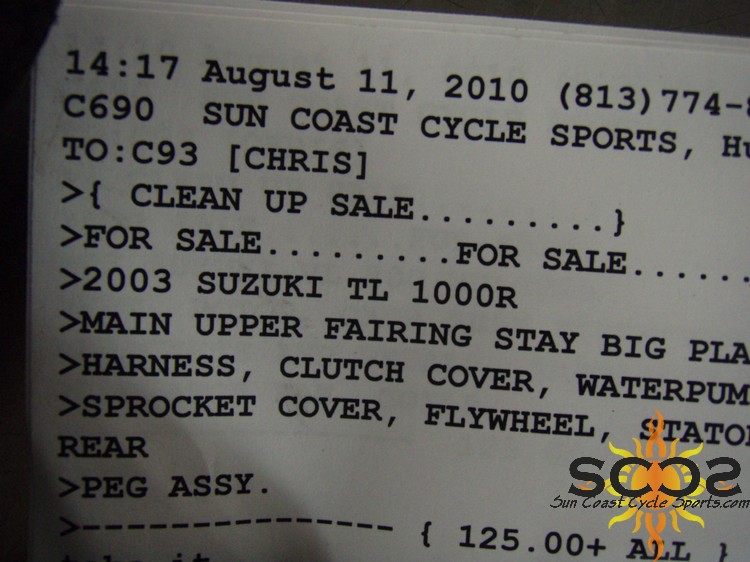 14:17 August 11, 2010 (813)774-
C690 SUN COAST CYCLE SPORTS,
TO:C93 [CHRIS]
>{ CLEAN UP SALE.........}
>FOR SALE.........FOR SALE......
>2003 SUZUKI TL 1000R
>MAIN UPPER FAIRING STAY BIG
>HARNESS, CLUTCH COVER,
>SPROCKET COVER, FLYWHEEL,
REAR
>PEG ASSY.
>--------------- { 125.00+ ALL }
SCCS
Sun Coast Cycle Sports.com